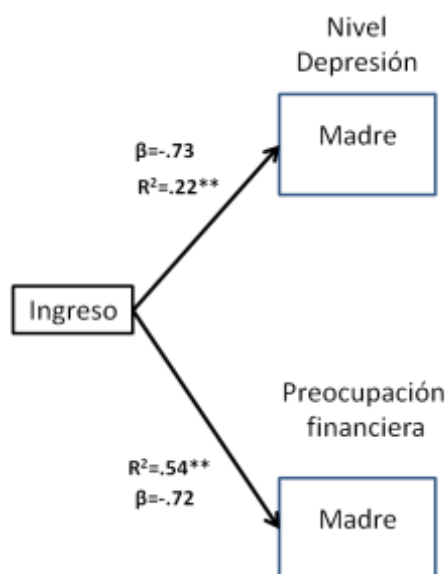 Nivel
Depresión
Madre
β=-.73
R²=.22**
Ingreso
Preocupación
financiera
R²=.54**
β=-.72
Madre